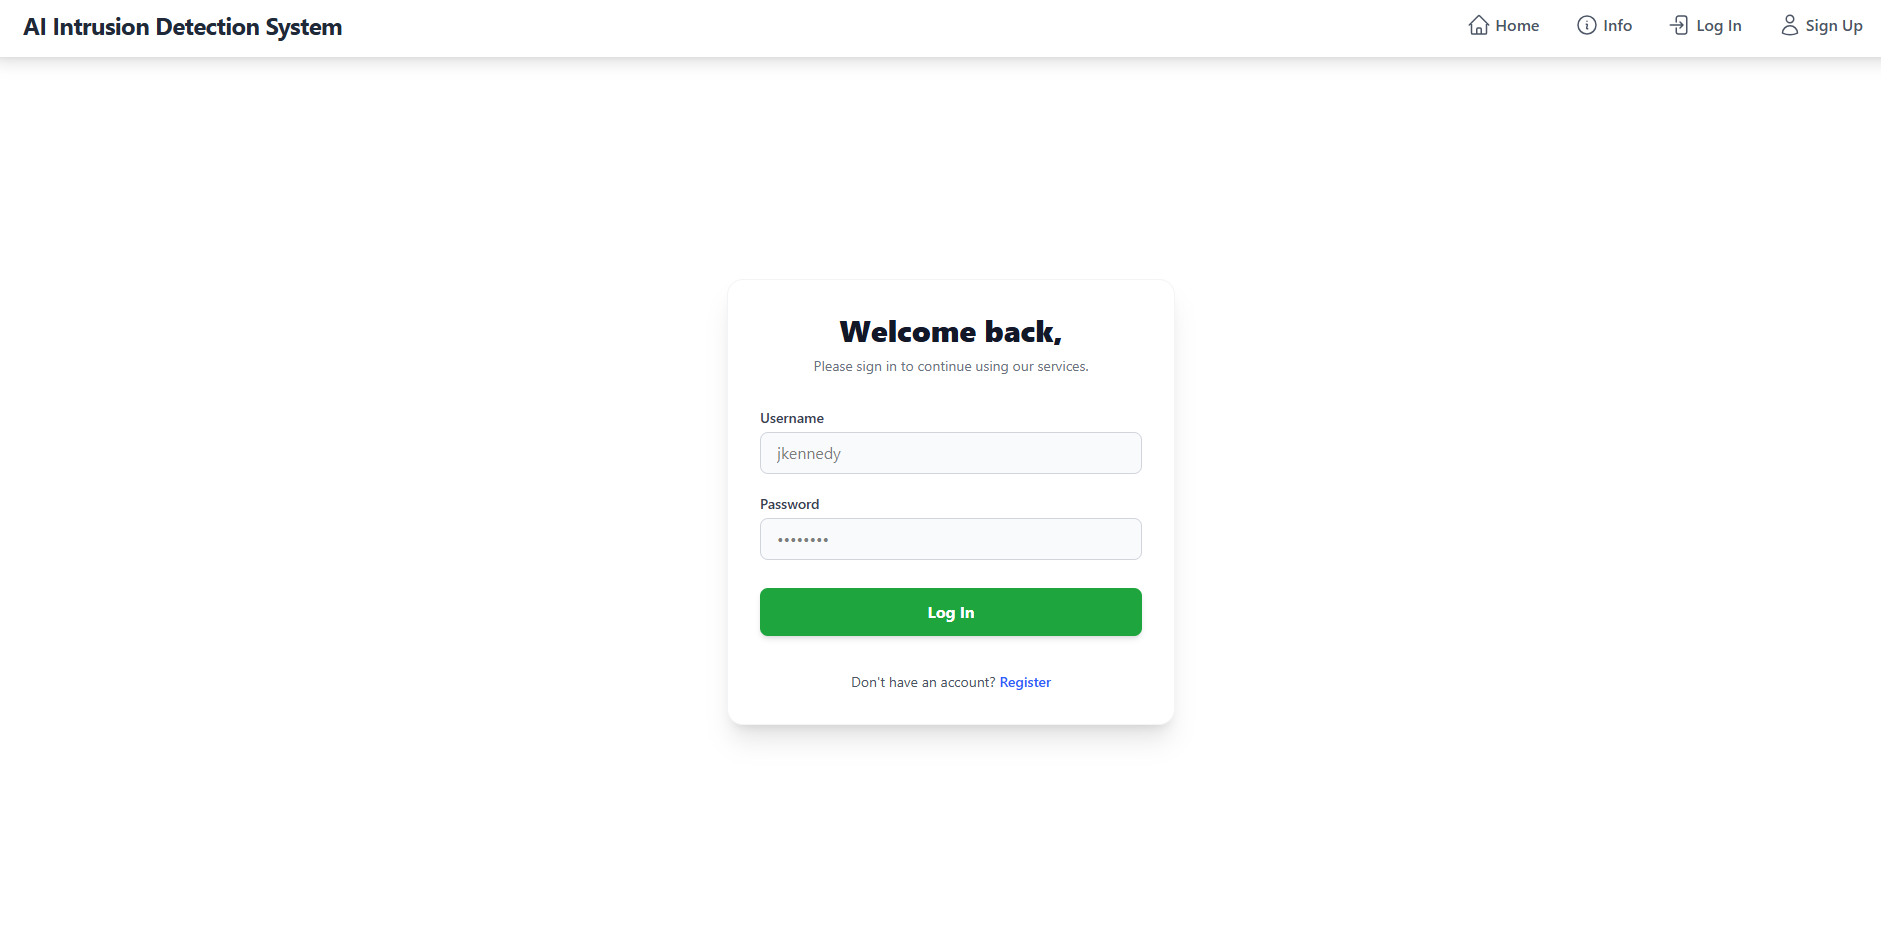 AI Intrusion Detection System
Home
Info
Log In
Sign Up
Welcome back,
Please sign in to continue using our services.
Username
jkennedy
Password
••••••••
Log In
Don't have an account? Register